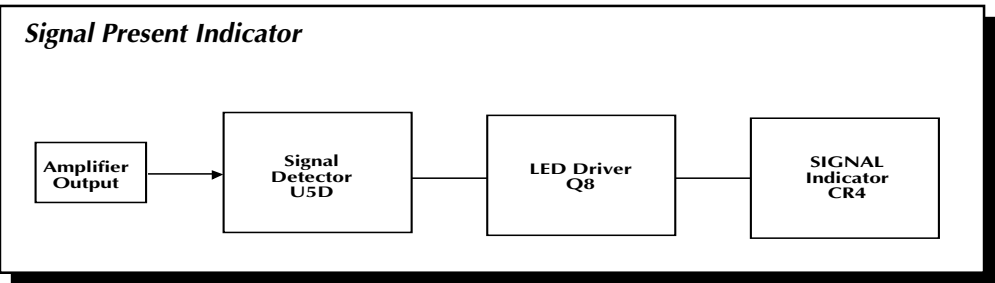 Signal Present Indicator
Amplifier
Output
Signal
Detector
U5D
LED Driver
Q8
SIGNAL
Indicator
CR4